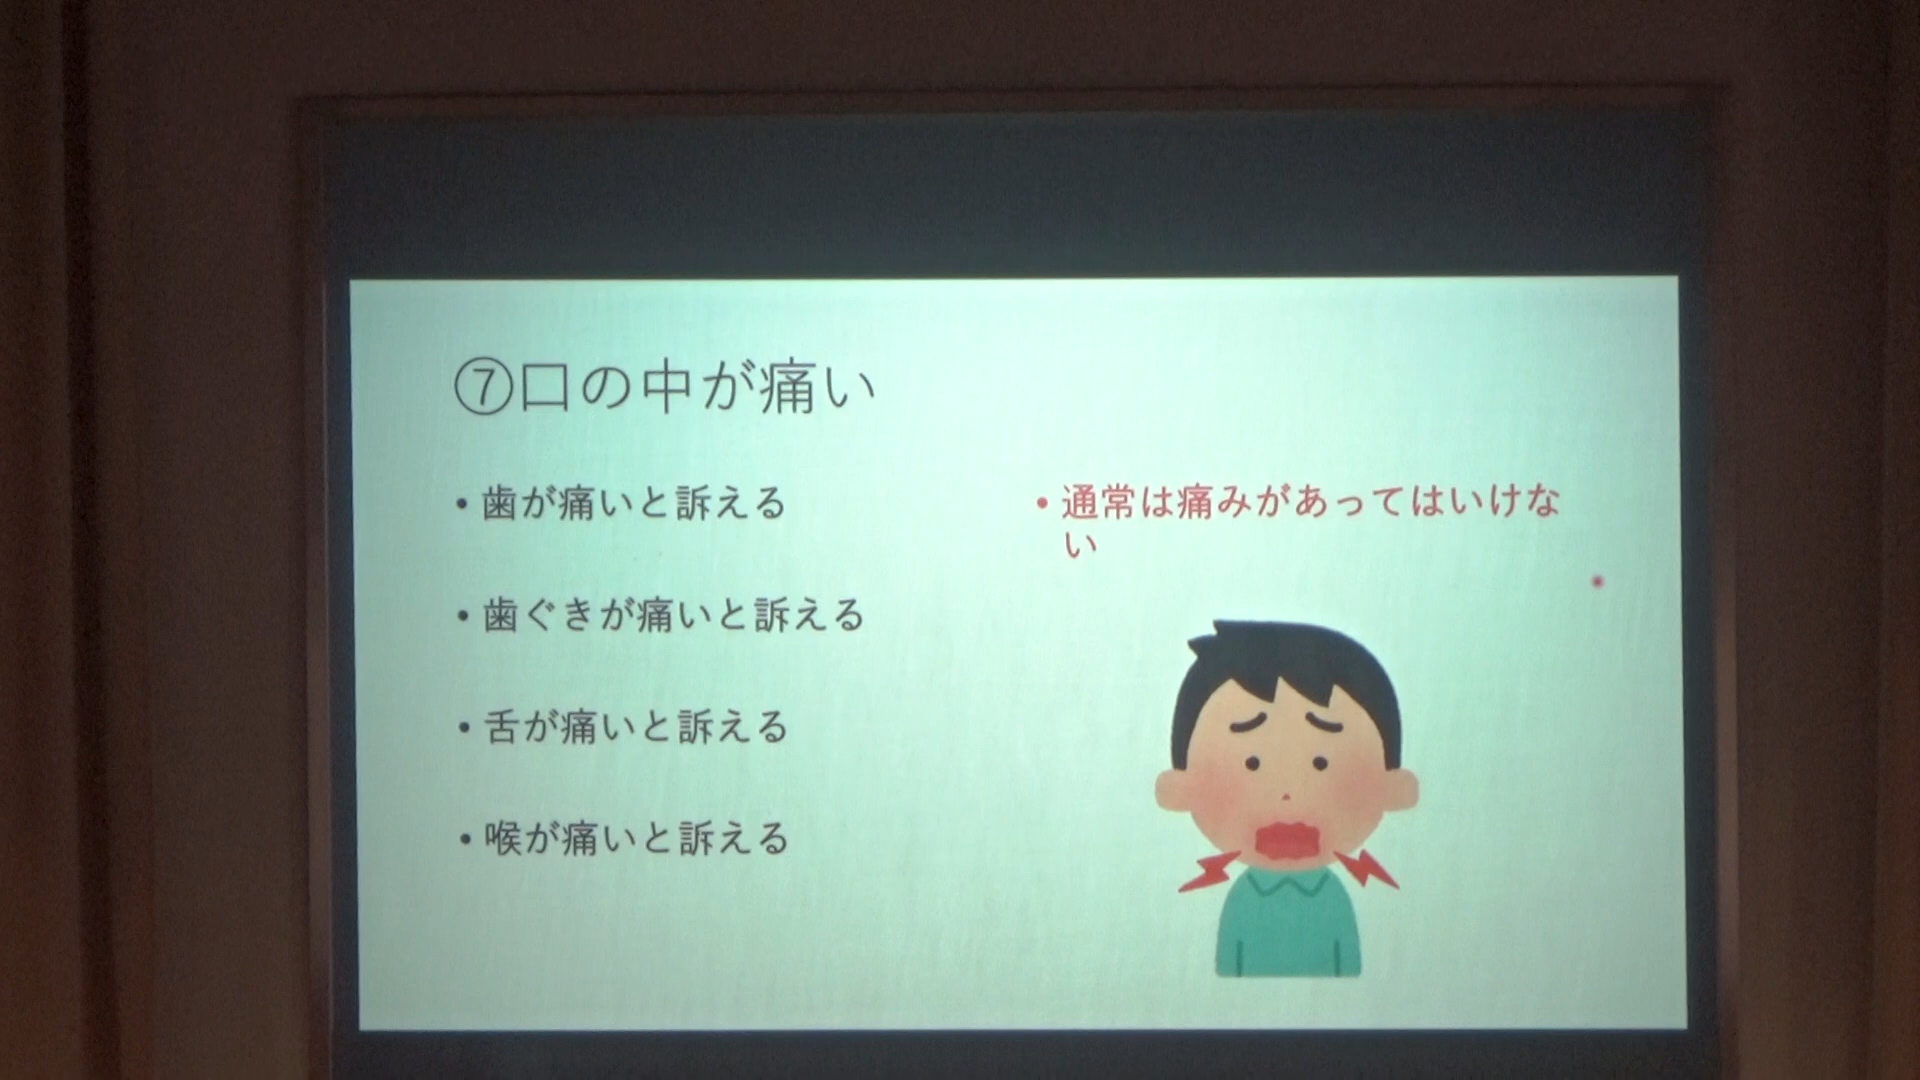 ⑦口の中が痛い
• 歯が痛いと訴える
• 歯ぐきが痛いと訴える
• 舌が痛いと訴える
• 喉が痛いと訴える
• 通常は痛みがあってはいけな
い